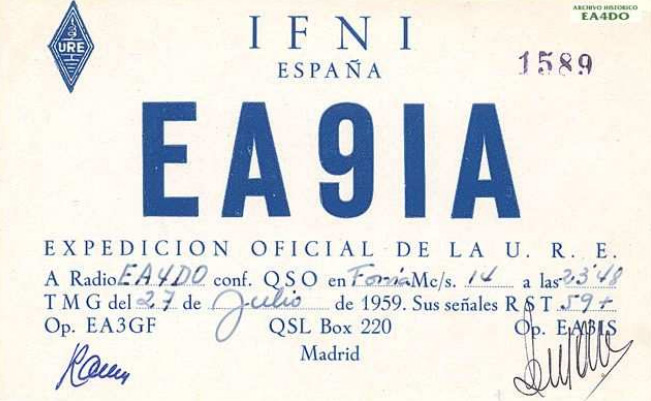 ARCHIVO HISTORICO
EA4DO
URE
IFNI
ESPAÑA
1589
EA9IA
EXPEDICION OFICIAL DE LA U. R. E.
A Radio EA4DO conf. QSO en Fonía Mc/s. 14 a las 23'48
T M G del 27 de Julio de 1959. Sus señales R S T 59+
Op. EA3GF QSL Box 220 Op. EA3IS
Madrid